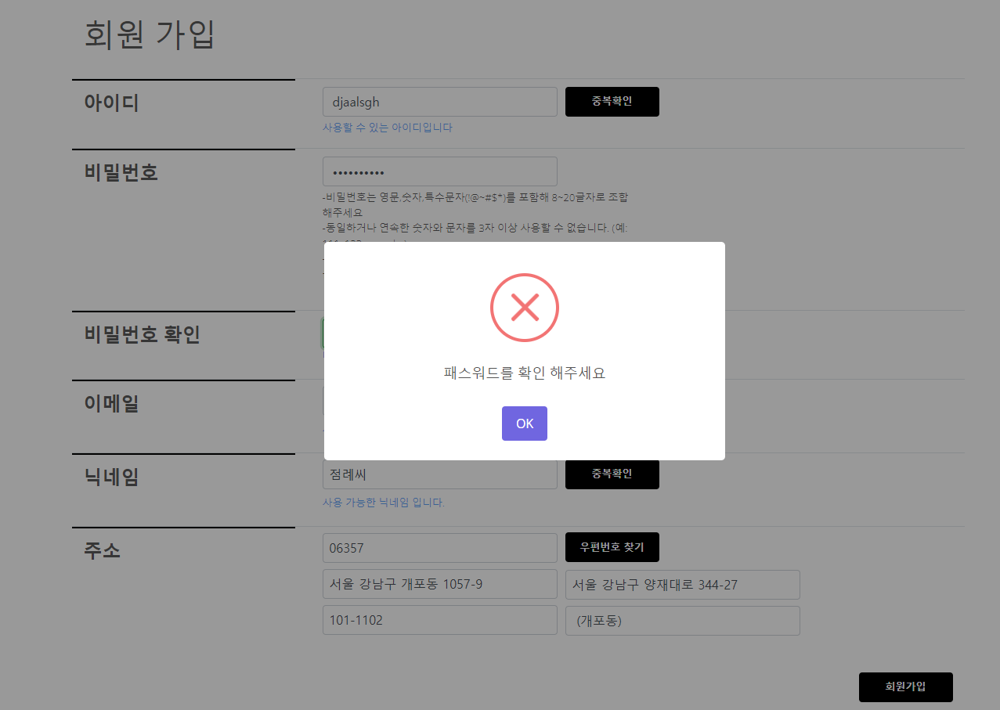 회원 가입
아이디
djaalsgh
중복확인
사용할 수 있는 아이디입니다
비밀번호
••••••••••
-비밀번호는 영문,숫자,특수문자(!@~#$*)를 포함해 8~20글자로 조합
해주세요
-동일하거나 연속한 숫자와 문자를 3자 이상 사용할 수 없습니다. (예:
비밀번호 확인
패스워드를 확인 해주세요
OK
이메일
닉네임
점례씨
중복확인
사용 가능한 닉네임 입니다.
주소
06357
우편번호 찾기
서울 강남구 개포동 1057-9
서울 강남구 양재대로 344-27
101-1102
(개포동)
회원가입